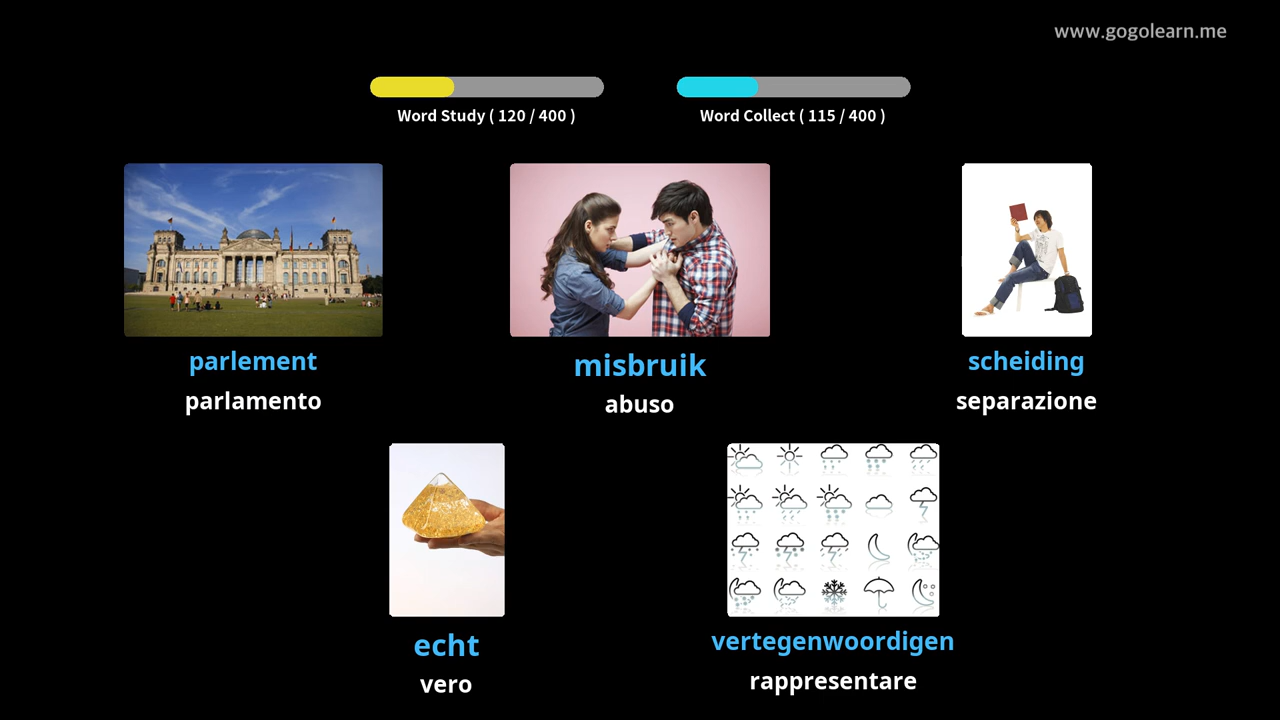 www.gogolearn.me
Word Study ( 120 / 400 )
Word Collect ( 115 / 400 )
parlement
parlamento
misbruik
abuso
scheiding
separazione
echt
vero
vertegenwoordigen
rappresentare